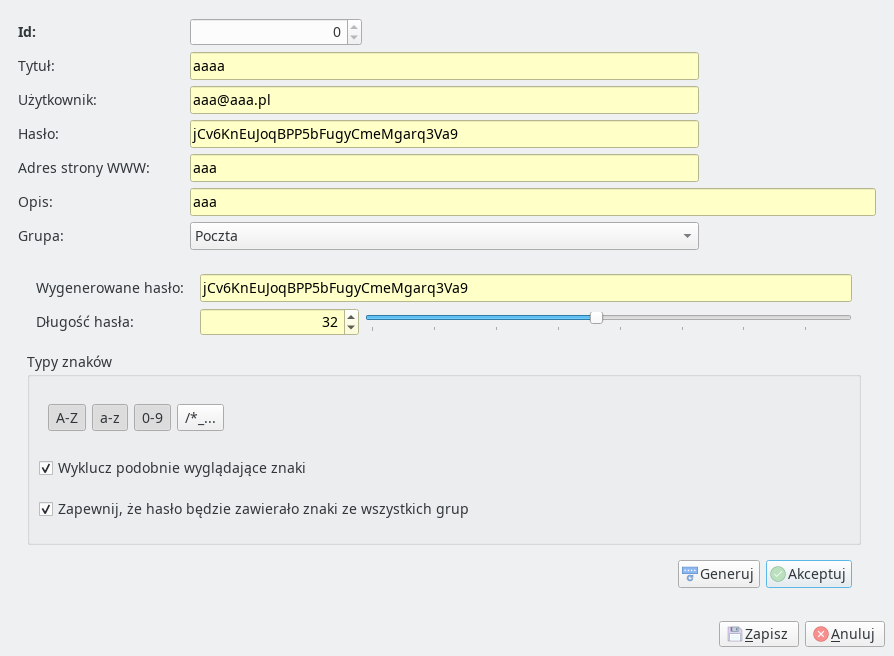 Id: 0
Tytuł: aaaa
Użytkownik: aaa@aaa.pl
Hasło: jCv6KnEuJoqBPP5bFugyCmeMgarq3Va9
Adres strony WWW: aaa
Opis: aaa
Grupa: Poczta
Wygenerowane hasło: jCv6KnEuJoqBPP5bFugyCmeMgarq3Va9
Długość hasła: 32
Typy znaków
A-Z a-z 0-9 /*_...
Wyklucz podobnie wyglądające znaki
Zapewnij, że hasło będzie zawierało znaki ze wszystkich grup
Generuj Akceptuj
Zapisz Anuluj